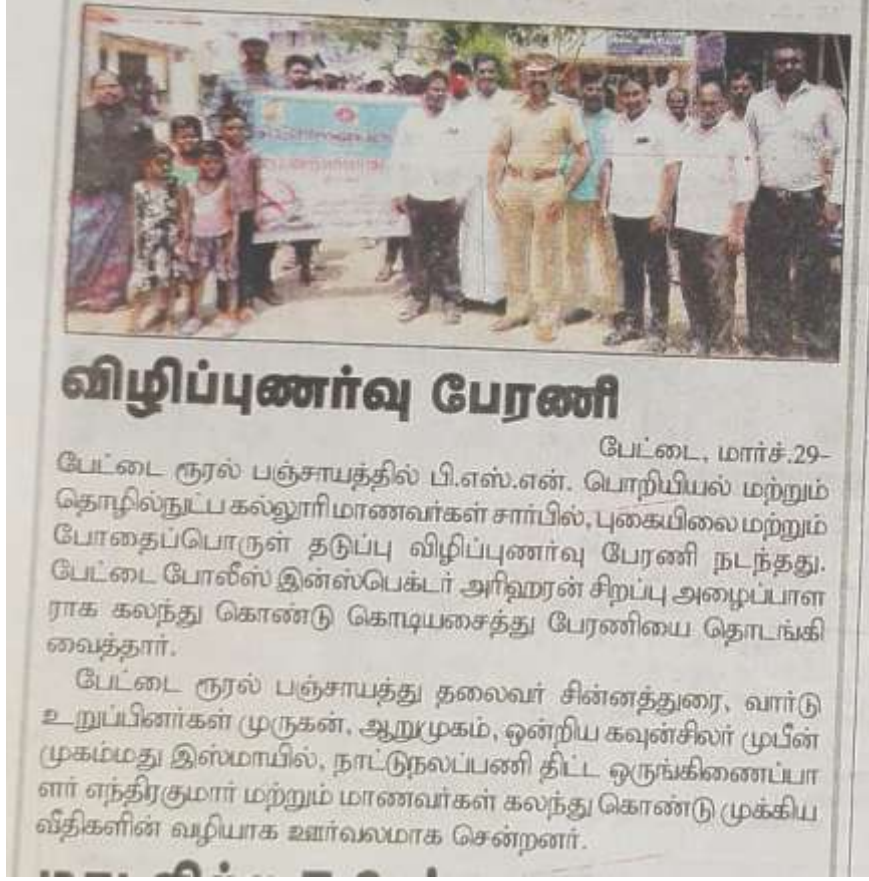 விழிப்புணர்வு பேரணி
பேட்டை, மார்ச்.29-
பேட்டை ரூரல் பஞ்சாயத்தில் பி.எஸ்.என். பொறியியல் மற்றும்
தொழில்நுட்ப கல்லூரி மாணவர்கள் சார்பில், புகையிலை மற்றும்
போதைப்பொருள் தடுப்பு விழிப்புணர்வு பேரணி நடந்தது.
பேட்டை போலீஸ் இன்ஸ்பெக்டர் அரிஹரன் சிறப்பு அழைப்பாள
ராக கலந்து கொண்டு கொடியசைத்து பேரணியை தொடங்கி
வைத்தார்.
பேட்டை ரூரல் பஞ்சாயத்து தலைவர் சின்னத்துரை, வார்டு
உறுப்பினர்கள் முருகன், ஆறுமுகம், ஒன்றிய கவுன்சிலர் முபீன்
முகம்மது இஸ்மாயில், நாட்டுநலப்பணி திட்ட ஒருங்கிணைப்பா
ளர் எந்திரகுமார் மற்றும் மாணவர்கள் கலந்து கொண்டு முக்கிய
வீதிகளின் வழியாக ஊர்வலமாக சென்றனர்.